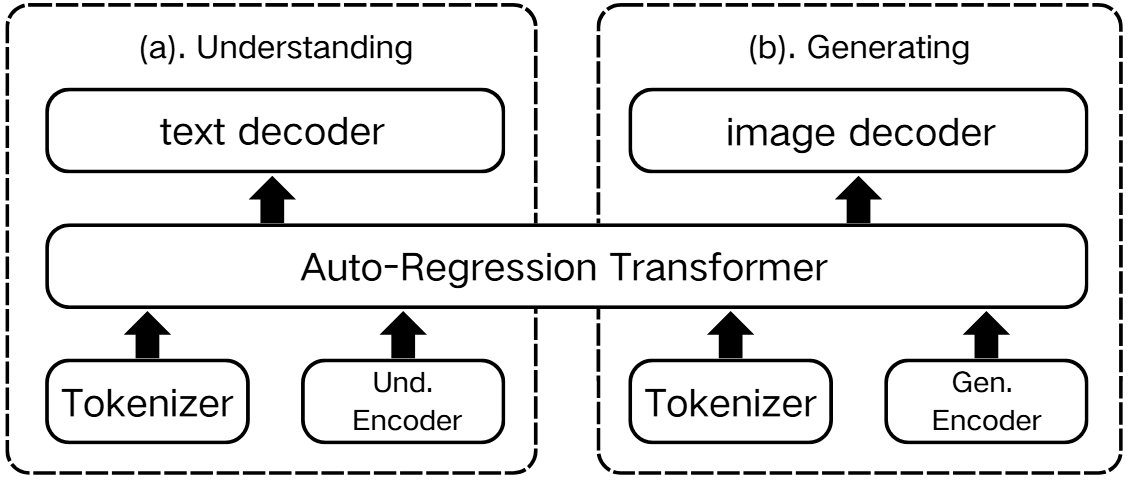 (a). Understanding
text decoder
(b). Generating
image decoder
Auto-Regression Transformer
Tokenizer
Und.
Encoder
Tokenizer
Gen.
Encoder